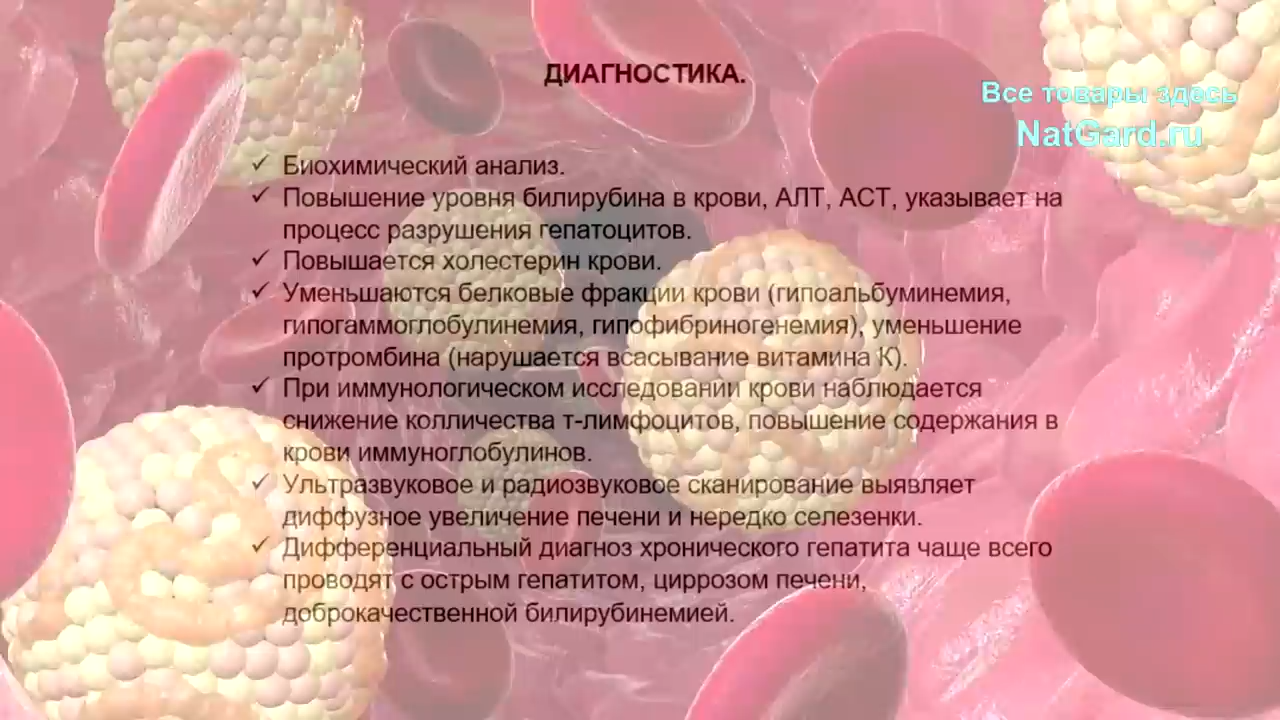 ДИАГНОСТИКА.
Все товары здесь
NatGard.ru
✓ Биохимический анализ.
✓ Повышение уровня билирубина в крови, АЛТ, АСТ, указывает на
процесс разрушения гепатоцитов.
✓ Повышается холестерин крови.
✓ Уменьшаются белковые фракции крови (гипоальбуминемия,
гипогаммоглобулинемия, гипофибриногенемия), уменьшение
протромбина (нарушается всасывание витамина К).
✓ При иммунологическом исследовании крови наблюдается
снижение колличества т-лимфоцитов, повышение содержания в
крови иммуноглобулинов.
✓ Ультразвуковое и радиозвуковое сканирование выявляет
диффузное увеличение печени и нередко селезенки.
✓ Дифференциальный диагноз хронического гепатита чаще всего
проводят с острым гепатитом, циррозом печени,
доброкачественной билирубинемией.